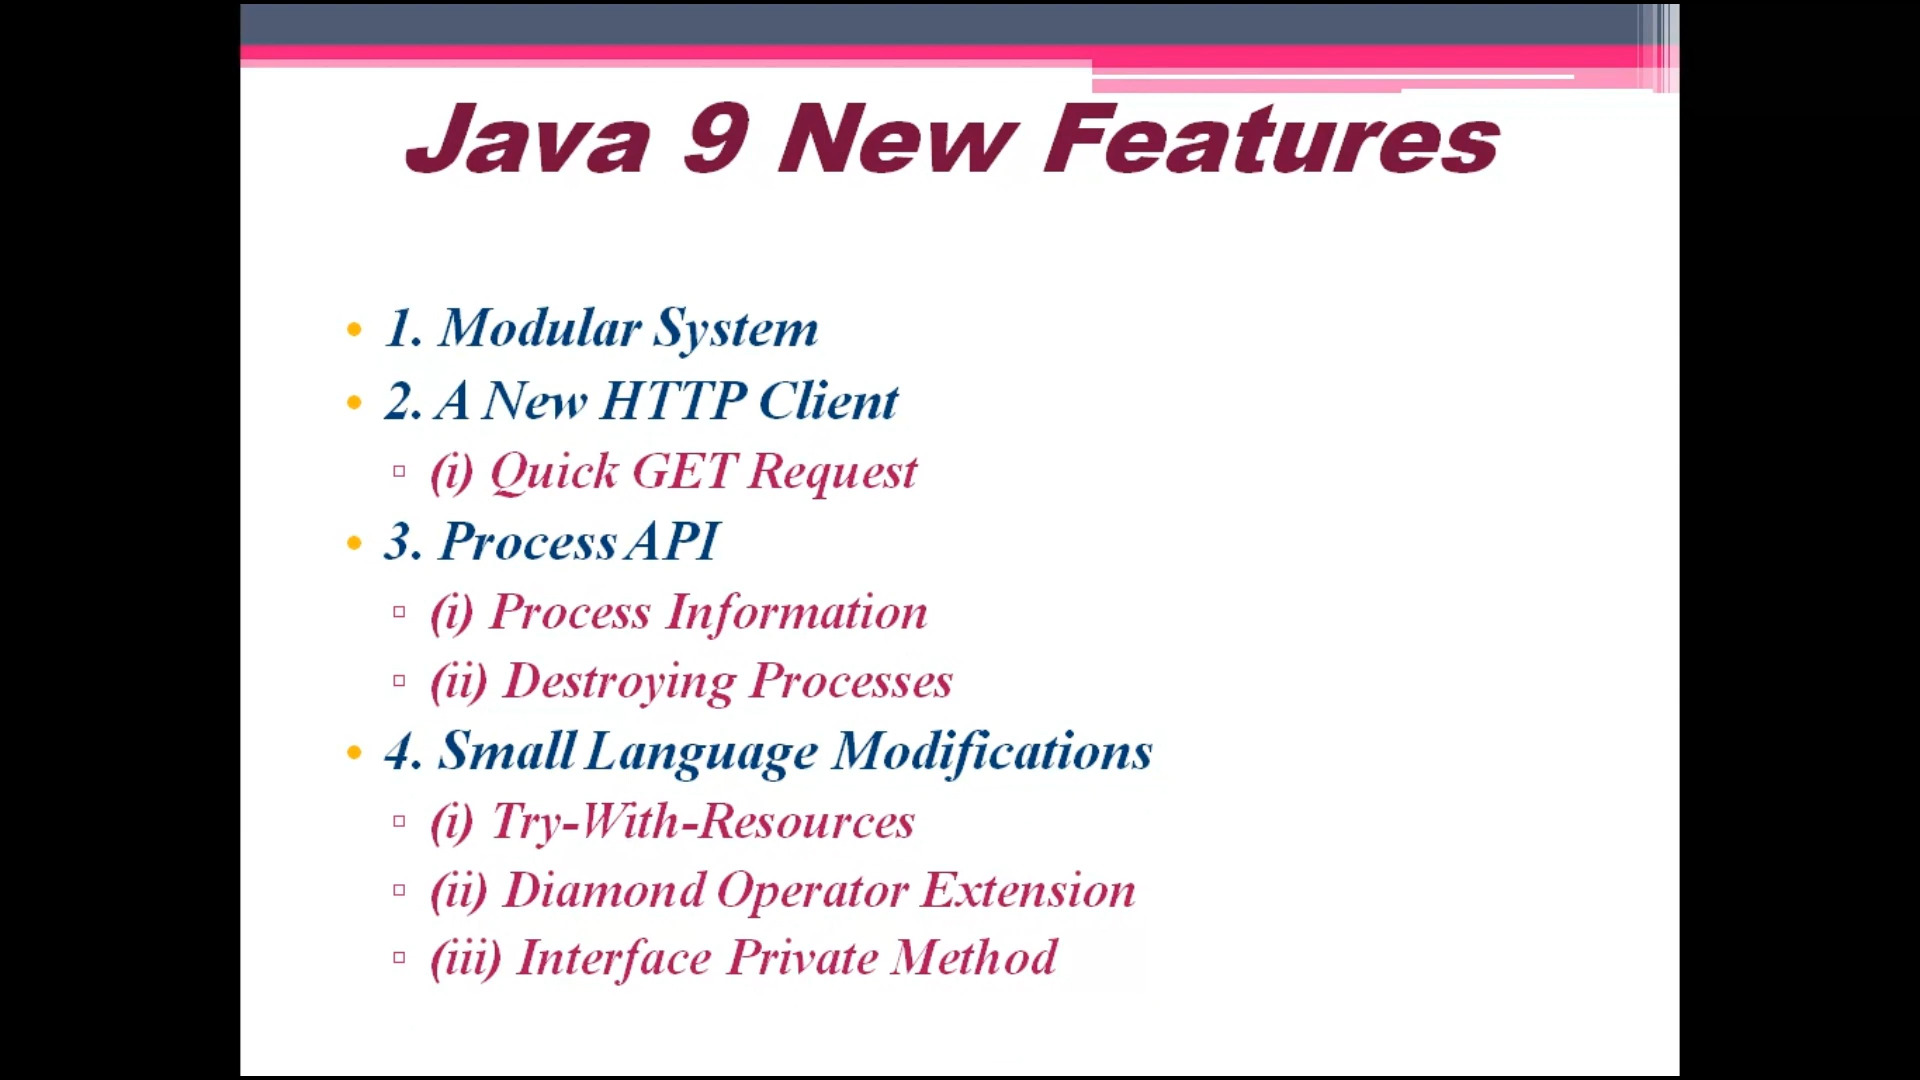 Java 9 New Features
• 1. Modular System
• 2. A New HTTP Client
▫ (i) Quick GET Request
• 3. Process API
▫ (i) Process Information
▫ (ii) Destroying Processes
• 4. Small Language Modifications
▫ (i) Try-With-Resources
▫ (ii) Diamond Operator Extension
▫ (iii) Interface Private Method